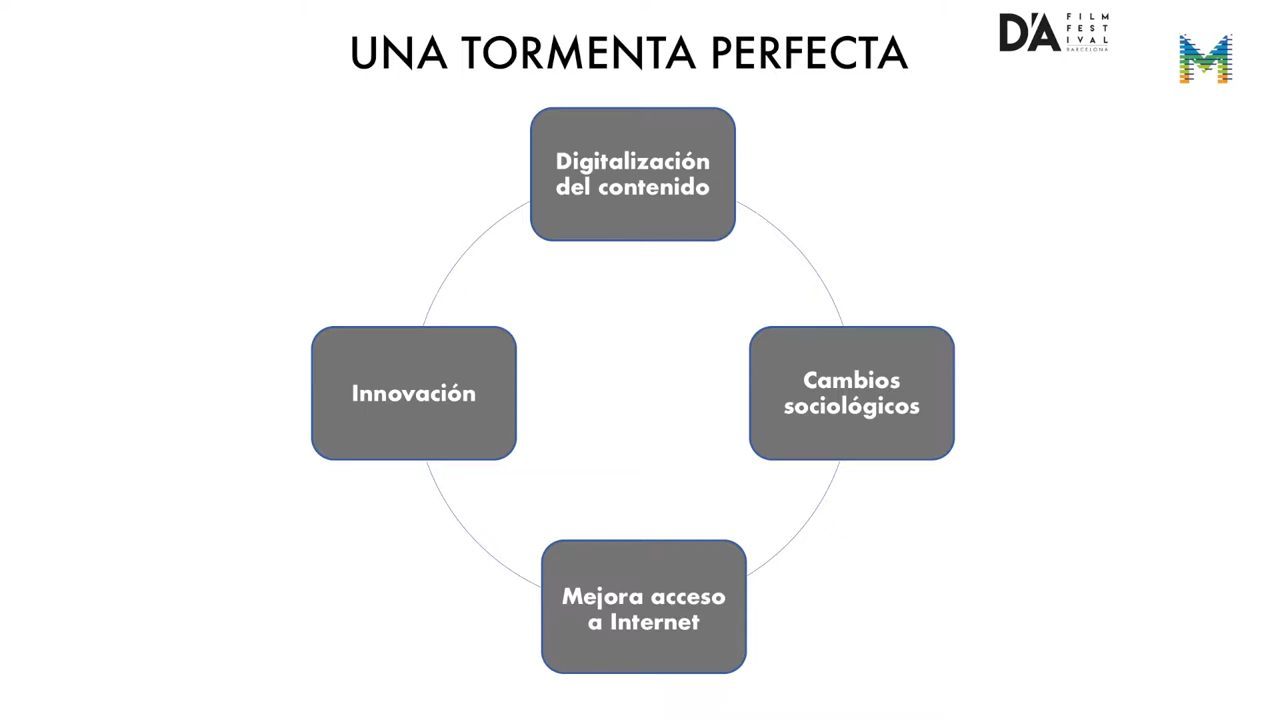 UNA TORMENTA PERFECTA
D'A
FILM
FEST
IVAL
BARCELONA
M
Digitalización
del contenido
Innovación
Cambios
sociológicos
Mejora acceso
a Internet